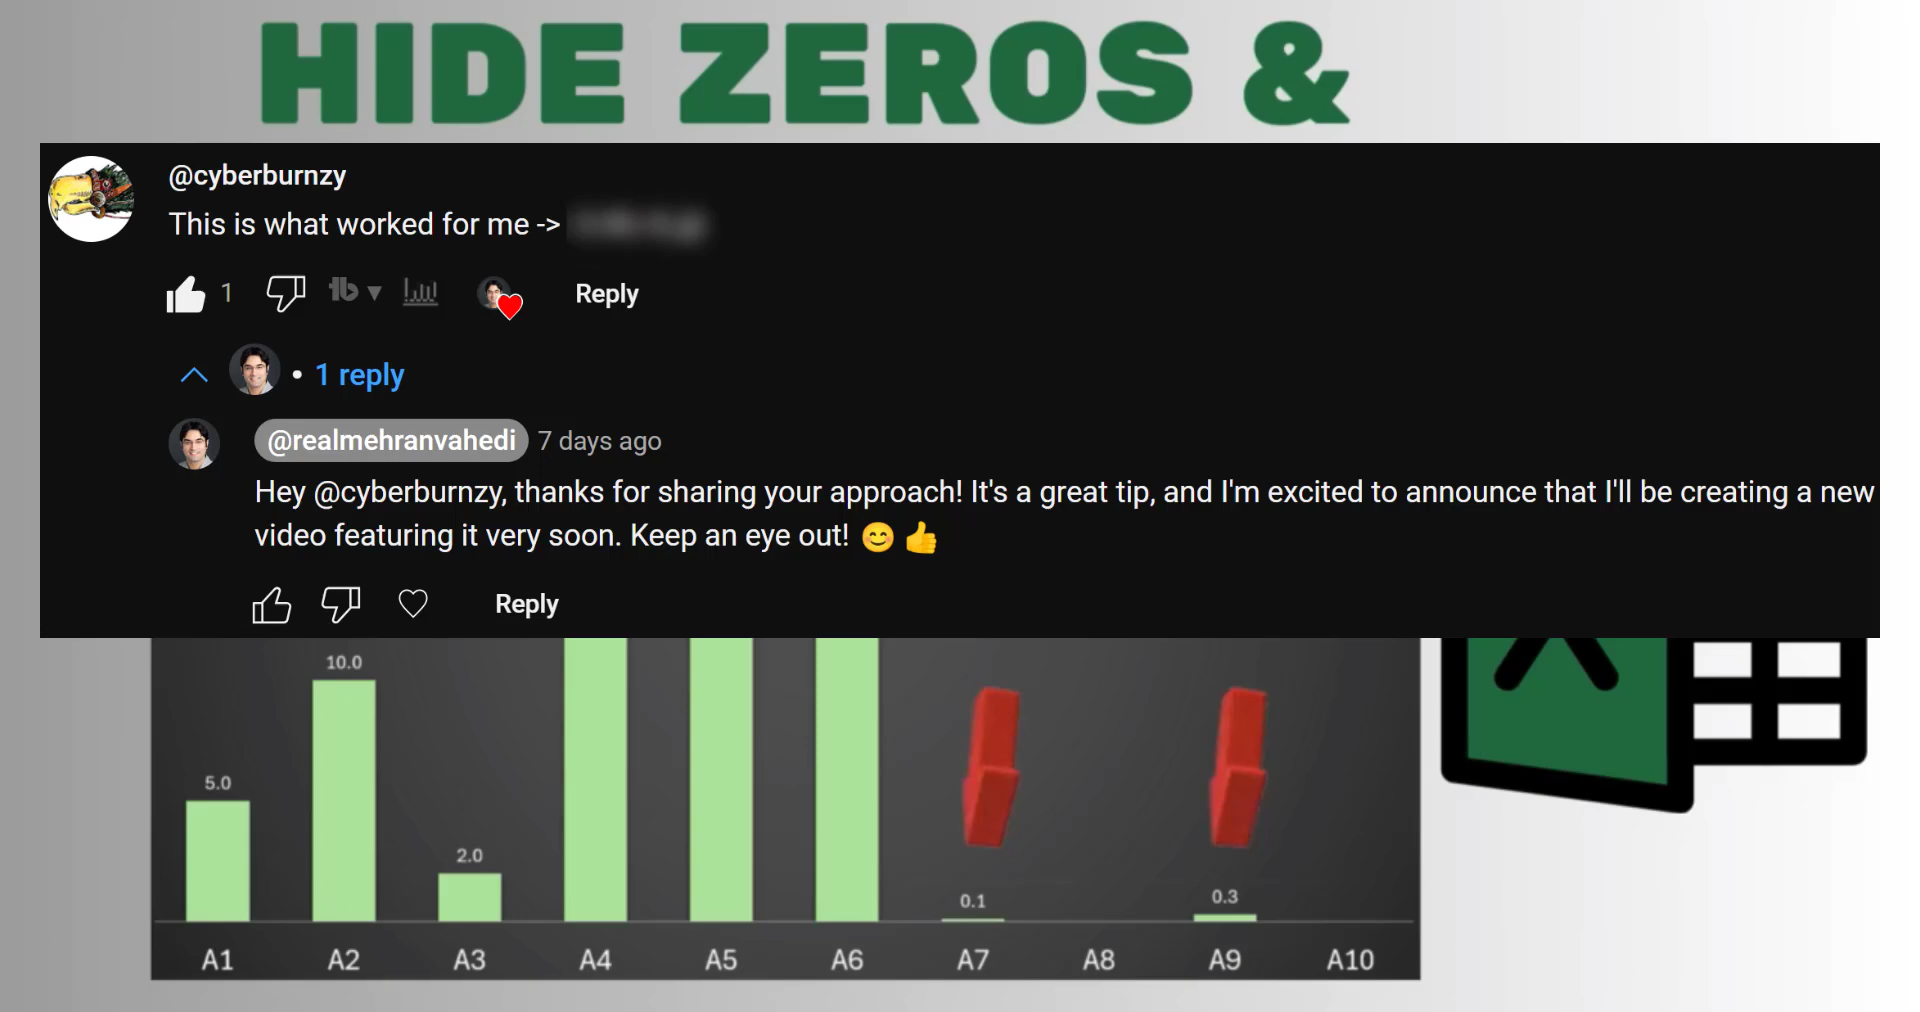 HIDE ZEROS &
@cyberburnzy
This is what worked for me ->
1
Reply
• 1 reply
@realmehranvahedi 7 days ago
Hey @cyberburnzy, thanks for sharing your approach! It's a great tip, and I'm excited to announce that I'll be creating a new
video featuring it very soon. Keep an eye out! 😊 👍
Reply
10.0
5.0
2.0
0.1
0.3
A1 A2 A3 A4 A5 A6 A7 A8 A9 A10